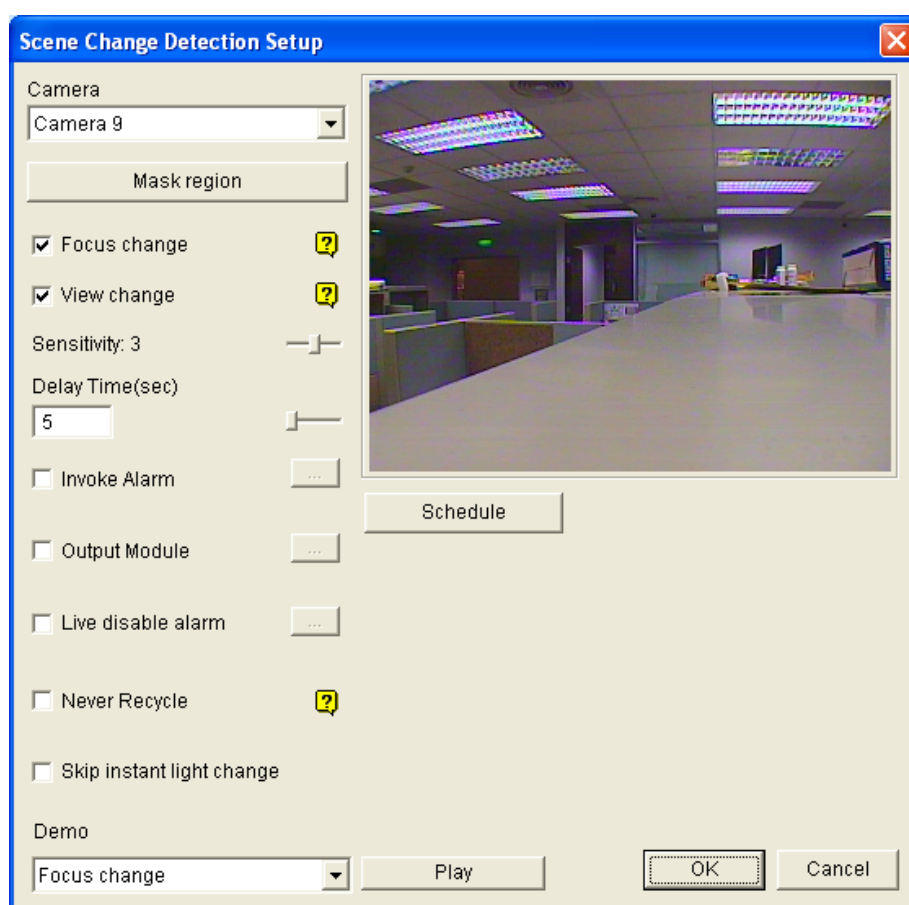 Scene Change Detection Setup
Camera
Camera 9
Mask region
Focus change
View change
Sensitivity: 3
Delay Time(sec)
5
Invoke Alarm ...
Schedule
Output Module ...
Live disable alarm ...
Never Recycle
Skip instant light change
Demo
Focus change
Play
OK
Cancel